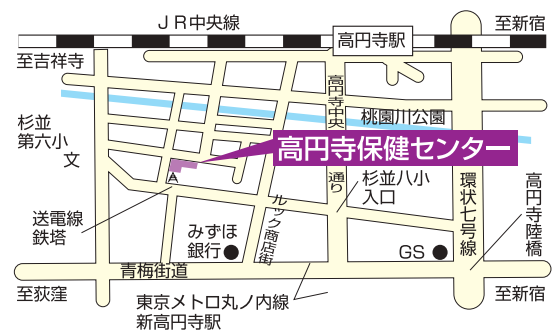 JR中央線
至新宿
高円寺駅
至吉祥寺
高円寺中央通り
桃園川公園
杉並
第六小
文
高円寺保健センター
杉並八小
入口
環状七号線
高円寺陸橋
ルック商店街
送電線
鉄塔
みずほ
銀行
GS
青梅街道
至荻窪
東京メトロ丸ノ内線
新高円寺駅
至新宿